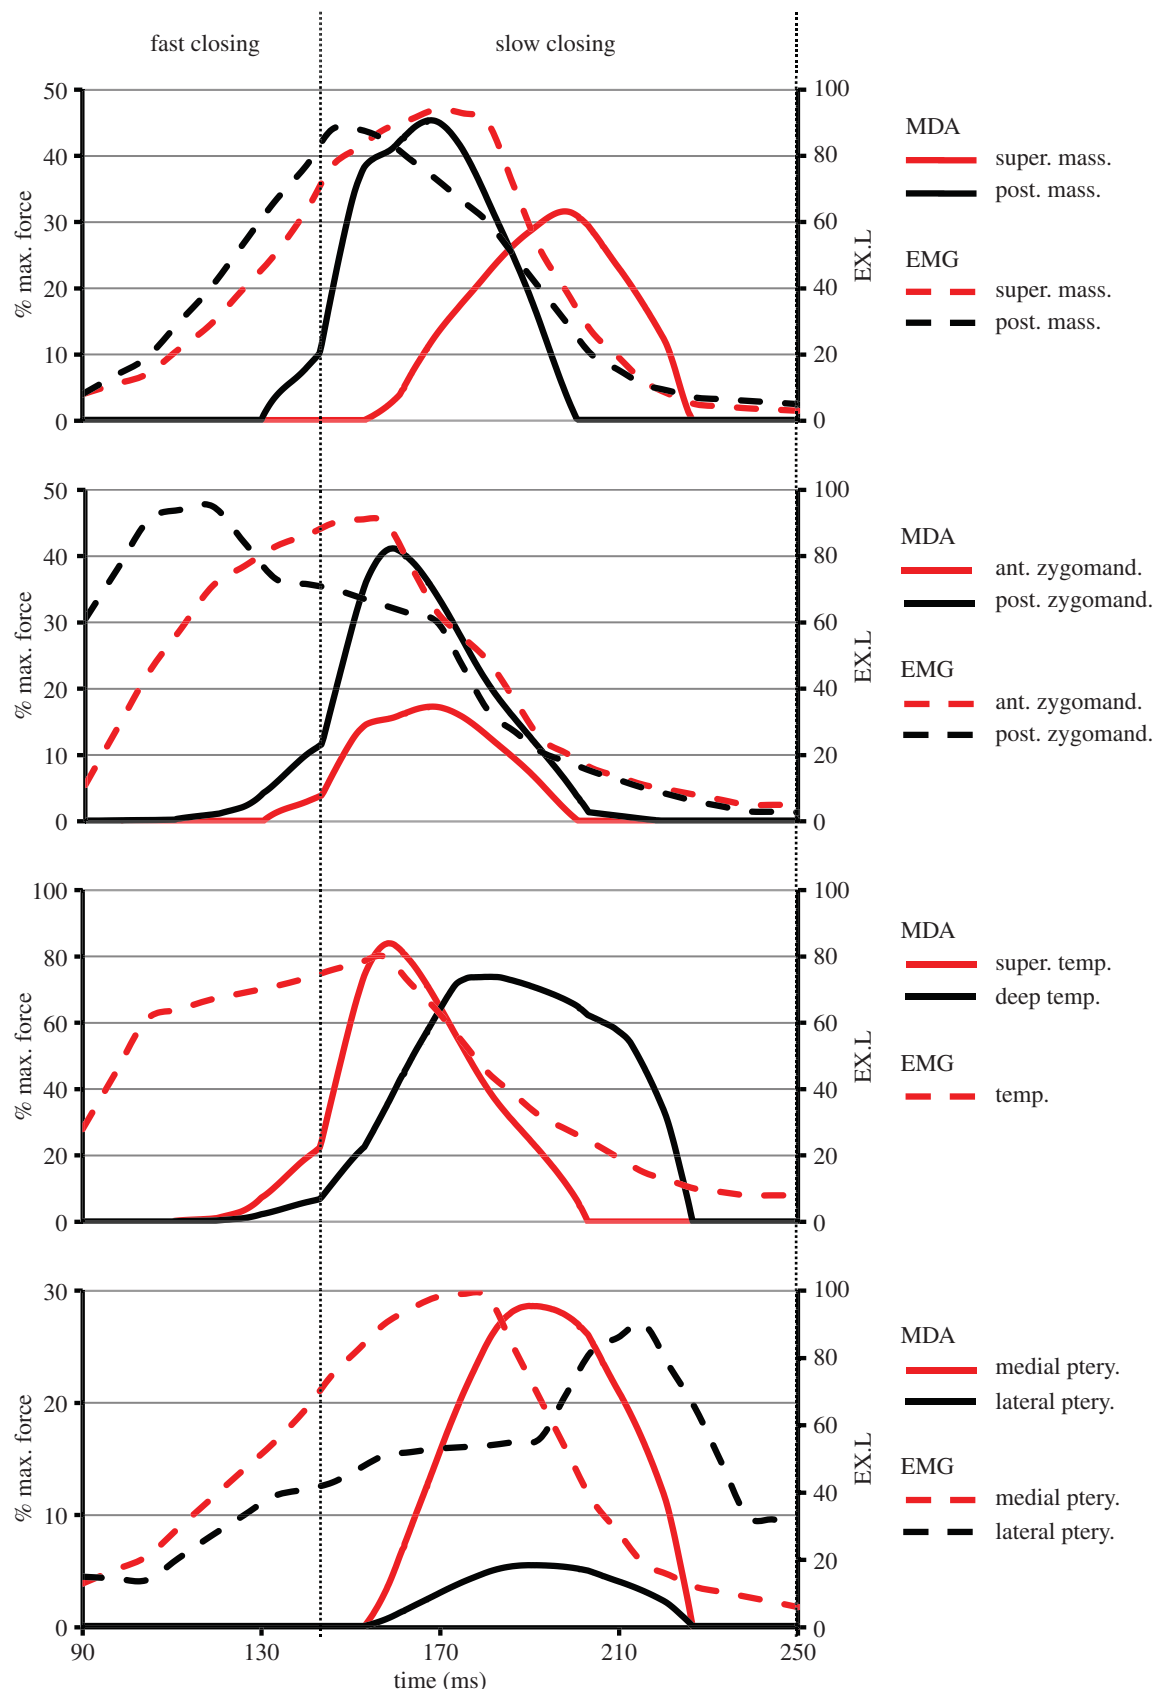 fast closing
slow closing
50
40
30
20
10
0
% max. force
100
80
60
40
20
0
EX.L
MDA
super. mass.
post. mass.
EMG
super. mass.
post. mass.
50
40
30
20
10
0
% max. force
100
80
60
40
20
0
EX.L
MDA
ant. zygomand.
post. zygomand.
EMG
ant. zygomand.
post. zygomand.
100
80
60
40
20
0
% max. force
100
80
60
40
20
0
EX.L
MDA
super. temp.
deep temp.
EMG
temp.
30
20
10
0
% max. force
100
80
60
40
20
0
EX.L
MDA
medial ptery.
lateral ptery.
EMG
medial ptery.
lateral ptery.
90 130 170 210 250
time (ms)